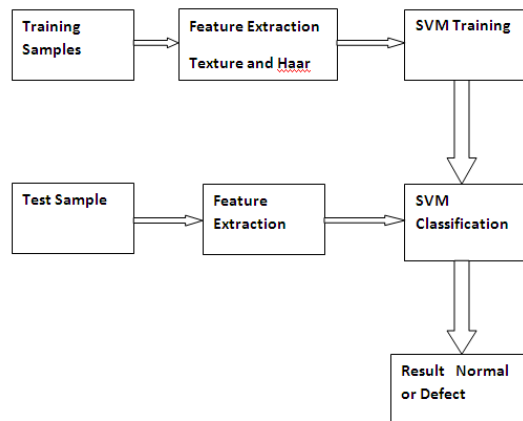 Training
Samples
Feature Extraction
Texture and Haar
SVM Training
Test Sample
Feature
Extraction
SVM
Classification
Result Normal
or Defect